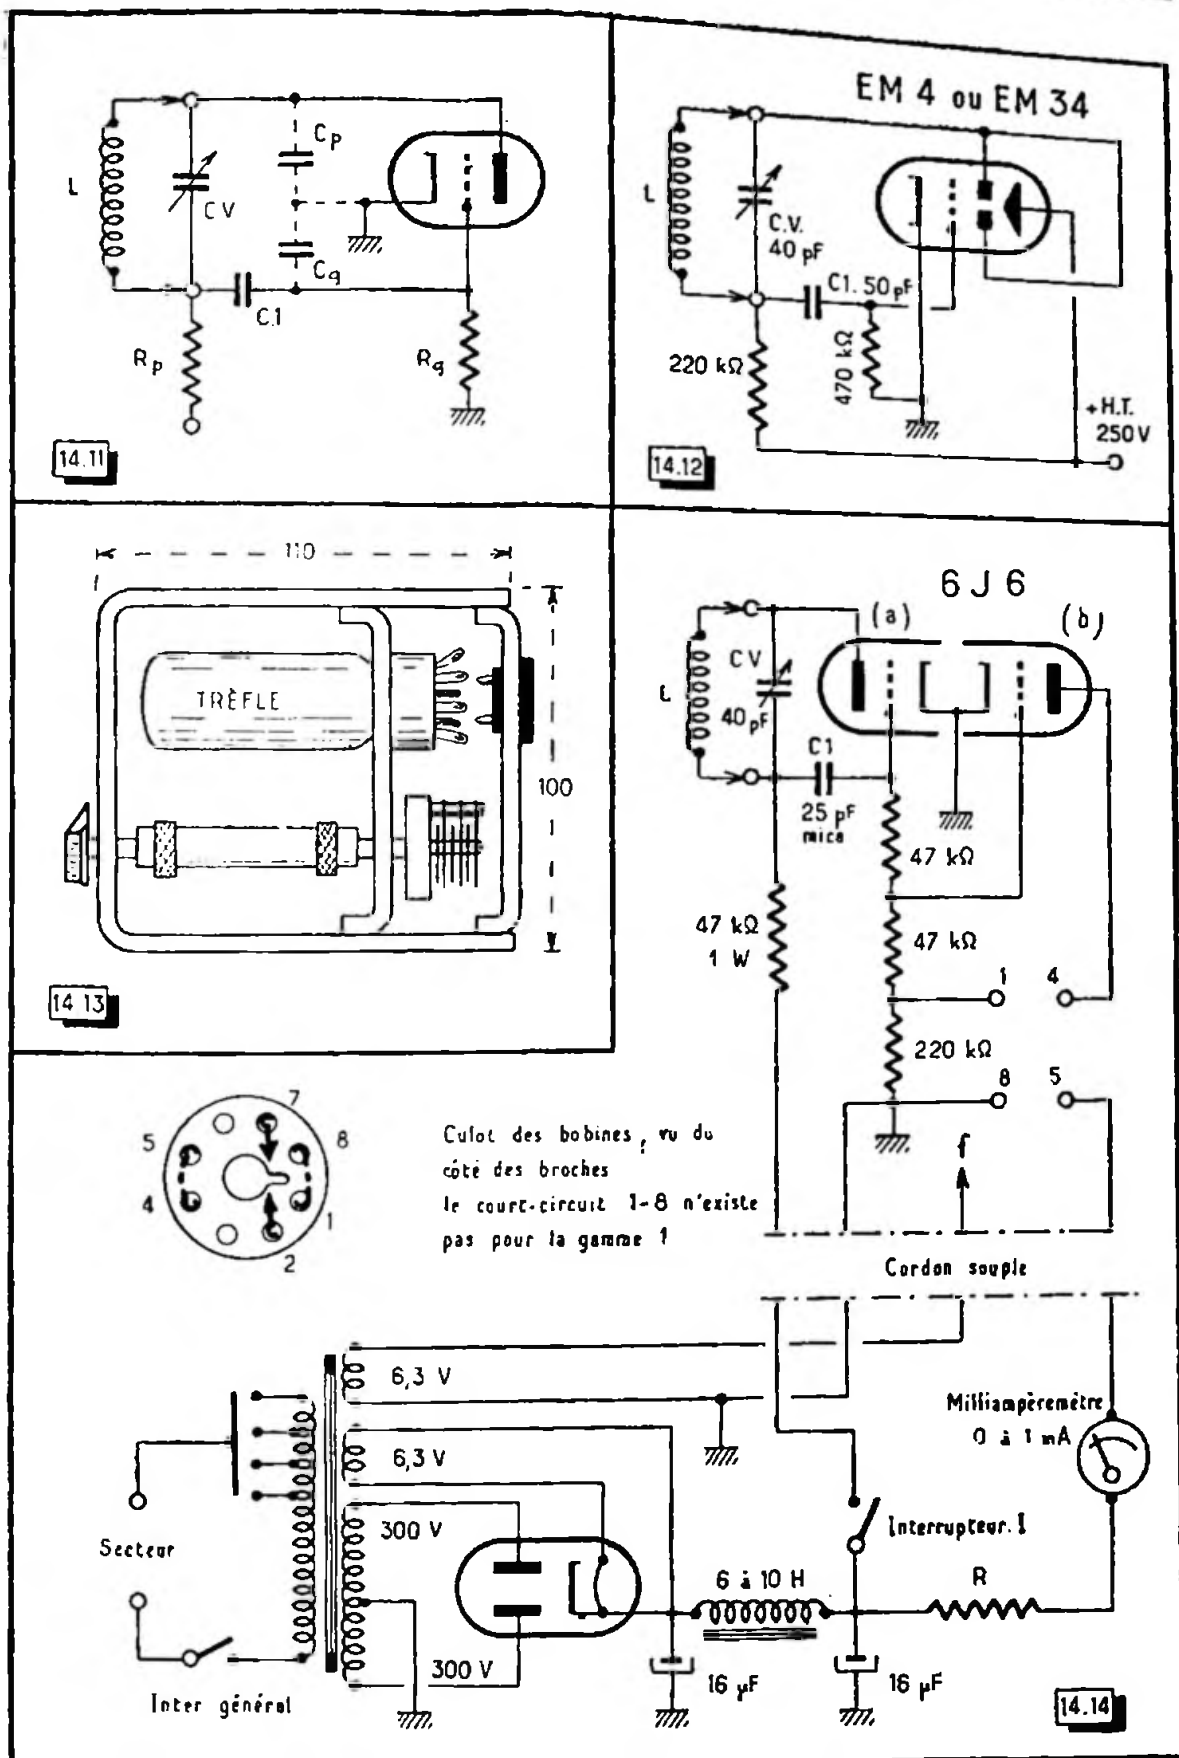 L
CV
Cp
Cg
C1
Rp
Rg
14.11
EM 4 ou EM 34
L
C.V.
40 pF
C1. 50 pF
220 kΩ
470 kΩ
+ H.T.
250 V
14.12
110
TRÈFLE
100
14.13
6 J 6
(a)
(b)
L
CV
40 pF
C1
25 pF
mica
47 kΩ
47 kΩ
1 W
47 kΩ
1
4
220 kΩ
8
5
f
7
5
8
4
1
2
Culot des bobines, vu du
côté des broches
le court-circuit 1-8 n'existe
pas pour la gamme 1
Cordon souple
6,3 V
6,3 V
300 V
300 V
Secteur
Inter général
Milliampèremètre
0 à 1 mA
Interrupteur. I
6 à 10 H
R
16 µF
16 µF
14.14